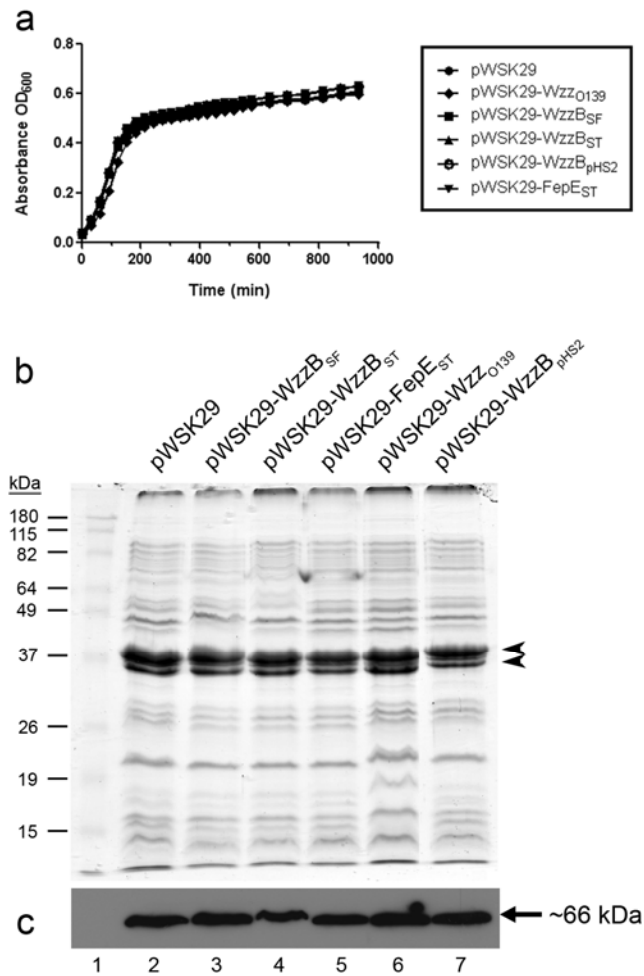 a
Absorbance OD600
0.8
0.6
0.4
0.2
0.0
0 200 400 600 800 1000
Time (min)
pWSK29
pWSK29-WzzO139
pWSK29-WzzBSF
pWSK29-WzzBST
pWSK29-WzzBpHS2
pWSK29-FepEST
b
pWSK29
pWSK29-WzzBSF
pWSK29-WzzBST
pWSK29-FepEST
pWSK29-WzzO139
pWSK29-WzzBpHS2
kDa
180
115
82
64
49
37
26
19
15
c
~66 kDa
1 2 3 4 5 6 7